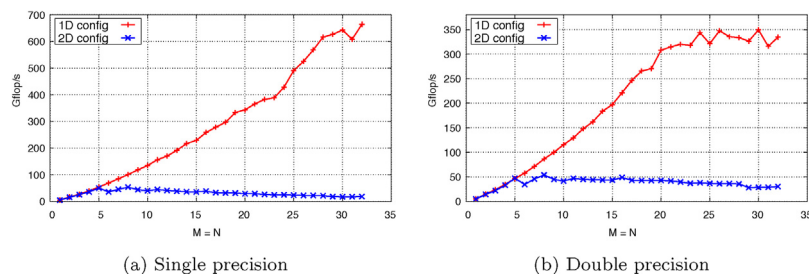 700
600
500
400
300
200
100
0
Gflop/s
1D config
2D config
0 5 10 15 20 25 30 35
M = N
(a) Single precision
350
300
250
200
150
100
50
0
Gflop/s
1D config
2D config
0 5 10 15 20 25 30 35
M = N
(b) Double precision